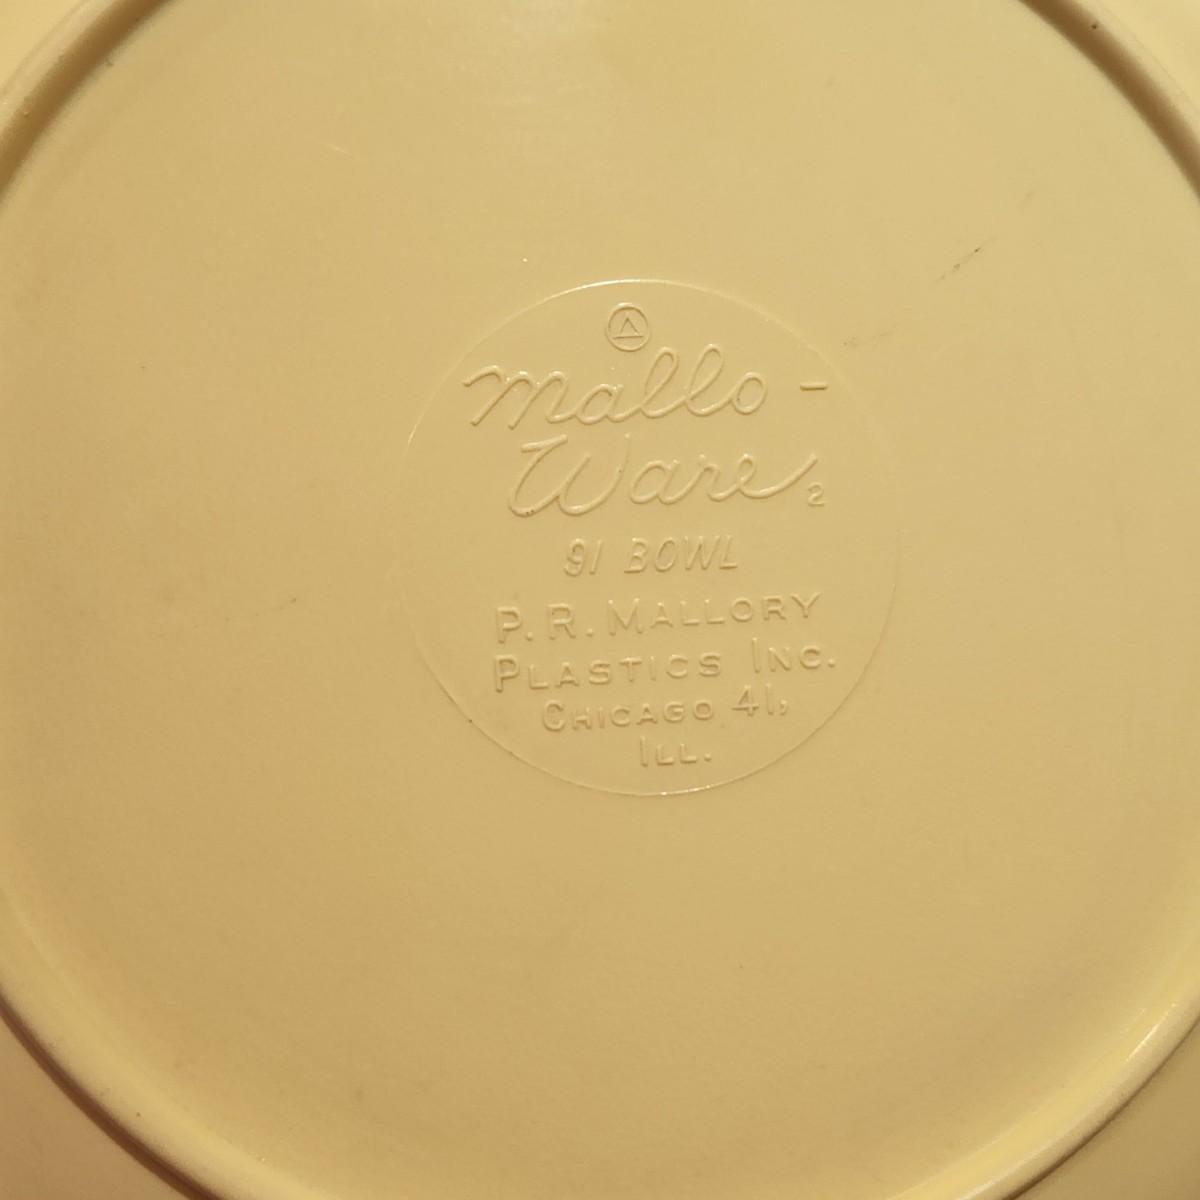 Mallo-
Ware 2
91 BOWL
P. R. MALLORY
PLASTICS INC.
CHICAGO 41,
ILL.